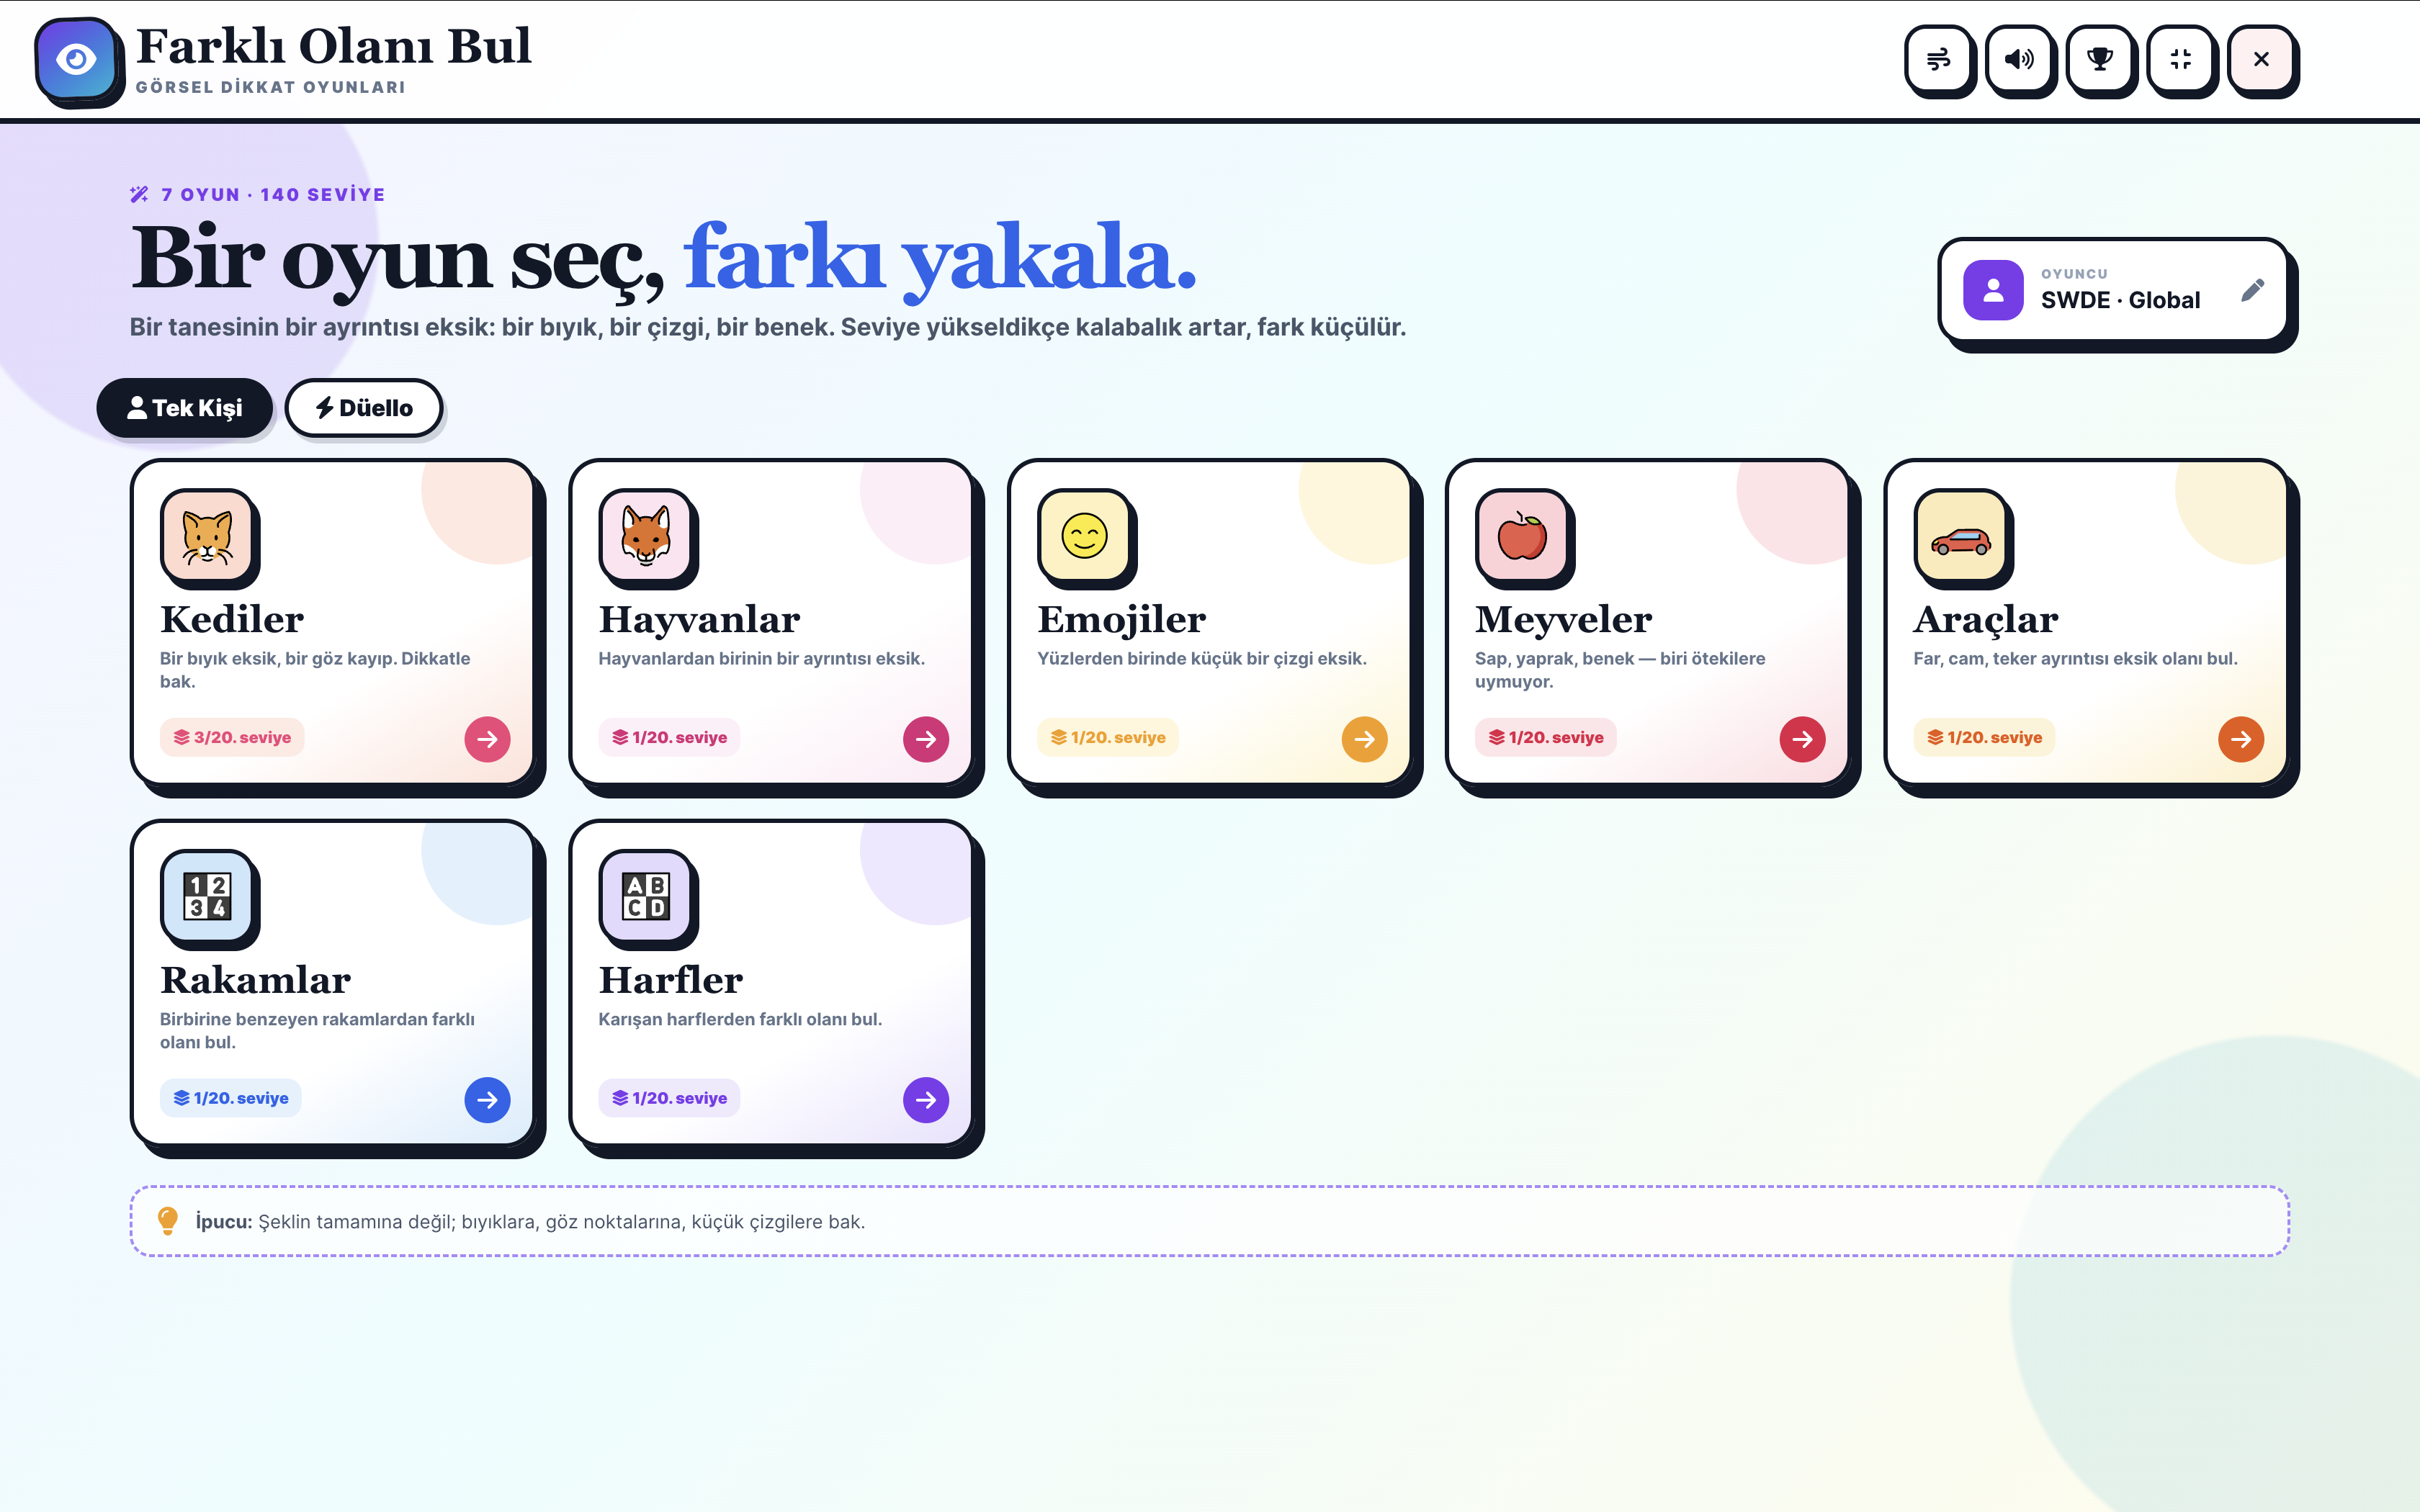 Farklı Olanı Bul
GÖRSEL DİKKAT OYUNLARI
7 OYUN · 140 SEVİYE
Bir oyun seç, farkı yakala.
Bir tanesinin bir ayrıntısı eksik: bir bıyık, bir çizgi, bir benek. Seviye yükseldikçe kalabalık artar, fark küçülür.
OYUNCU
SWDE · Global
Tek Kişi
Düello
Kediler
Bir bıyık eksik, bir göz kayıp. Dikkatle
bak.
3/20. seviye
Hayvanlar
Hayvanlardan birinin bir ayrıntısı eksik.
1/20. seviye
Emojiler
Yüzlerden birinde küçük bir çizgi eksik.
1/20. seviye
Meyveler
Sap, yaprak, benek — biri ötekilere
uymuyor.
1/20. seviye
Araçlar
Far, cam, teker ayrıntısı eksik olanı bul.
1/20. seviye
1 2
3 4
Rakamlar
Birbirine benzeyen rakamlardan farklı
olanı bul.
1/20. seviye
A B
C D
Harfler
Karışan harflerden farklı olanı bul.
1/20. seviye
İpucu: Şeklin tamamına değil; bıyıklara, göz noktalarına, küçük çizgilere bak.